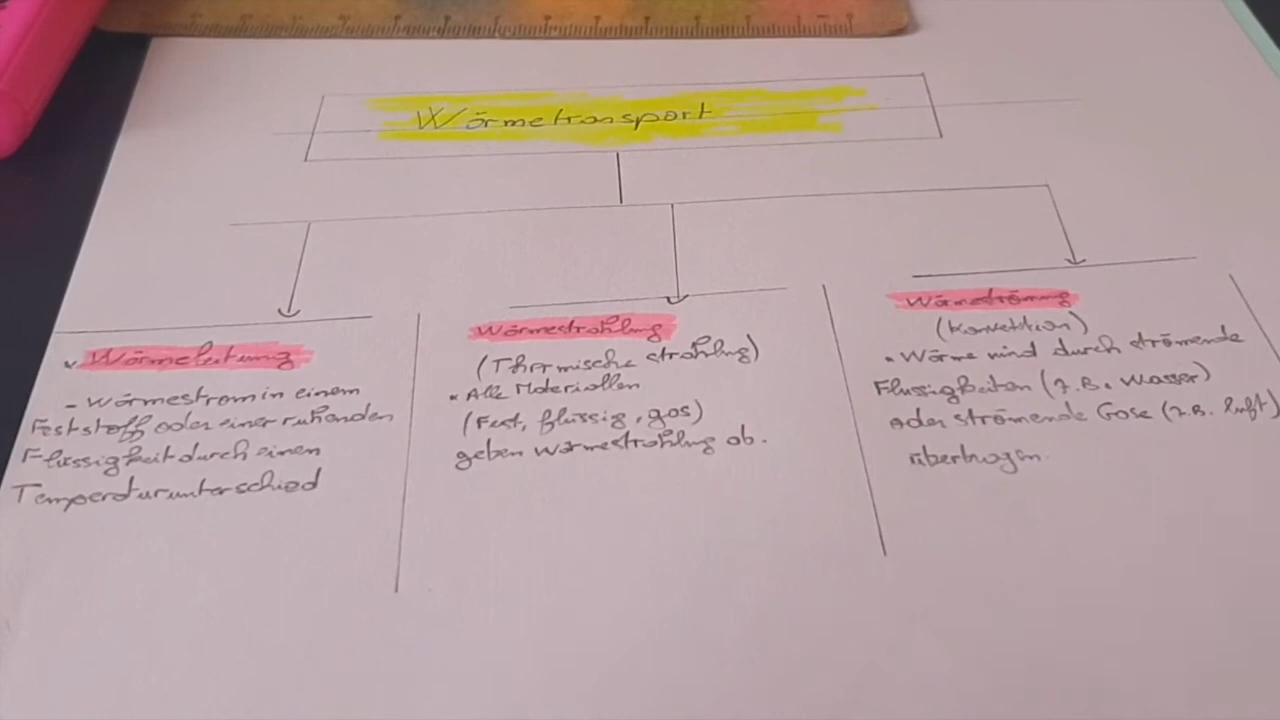 Wärmetransport
Wärmeleitung
- Wärmestrom in einem
Feststoff oder einer ruhenden
Flüssigkeit durch einen
Temperaturunterschied
Wärmestrahlung
(Thermische Strahlung)
• Alle Materialien
(Fest, flüssig, gas)
geben Wärmestrahlung ab.
Wärmeströmung
(Konvektion)
• Wärme wird durch strömende
Flüssigkeiten (z.B. Wasser)
oder strömende Gase (z.B. luft)
übertragen.